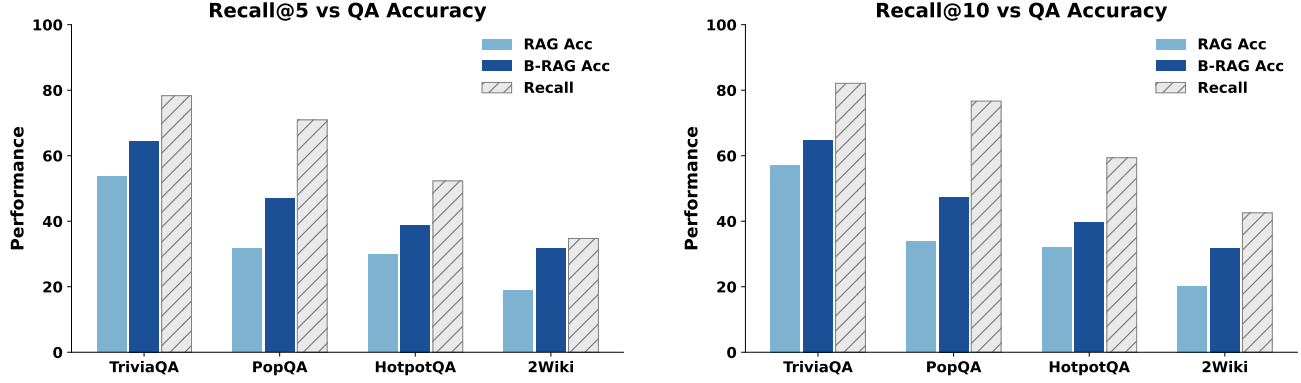 Recall@5 vs QA Accuracy
100
80
60
40
20
0
Performance
RAG Acc
B-RAG Acc
Recall
TriviaQA
PopQA
HotpotQA
2Wiki
Recall@10 vs QA Accuracy
100
80
60
40
20
0
Performance
RAG Acc
B-RAG Acc
Recall
TriviaQA
PopQA
HotpotQA
2Wiki